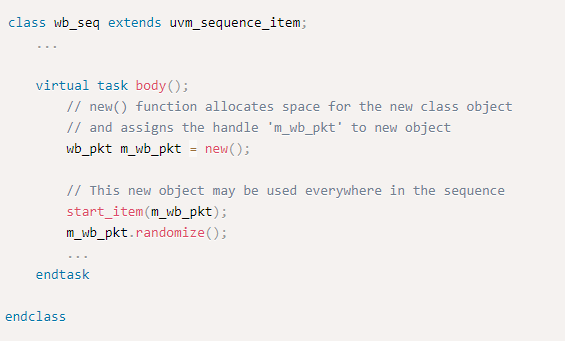 class wb_seq extends uvm_sequence_item;
...
virtual task body();
// new() function allocates space for the new class object
// and assigns the handle 'm_wb_pkt' to new object
wb_pkt m_wb_pkt = new();
// This new object may be used everywhere in the sequence
start_item(m_wb_pkt);
m_wb_pkt.randomize();
...
endtask
endclass